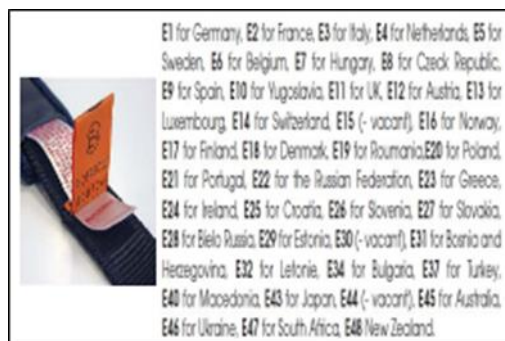 E1 for Germany, E2 for France, E3 for Italy, E4 for Netherlands, E5 for
Sweden, E6 for Belgium, E7 for Hungary, E8 for Czeck Republic,
E9 for Spain, E10 for Yugoslavia, E11 for UK, E12 for Austria, E13 for
Luxembourg, E14 for Switzerland, E15 (- vacant), E16 for Norway,
E17 for Finland, E18 for Denmark, E19 for Roumania,E20 for Poland,
E21 for Portugal, E22 for the Russian Federation, E23 for Greece,
E24 for Ireland, E25 for Croatia, E26 for Slovenia, E27 for Slovakia,
E28 for Bielo Russia, E29 for Estonia, E30 (- vacant), E31 for Bosnia and
Herzegovina, E32 for Letonie, E34 for Bulgaria, E37 for Turkey,
E40 for Macedonia, E43 for Japan, E44 (- vacant), E45 for Australia,
E46 for Ukraine, E47 for South Africa, E48 New Zealand.